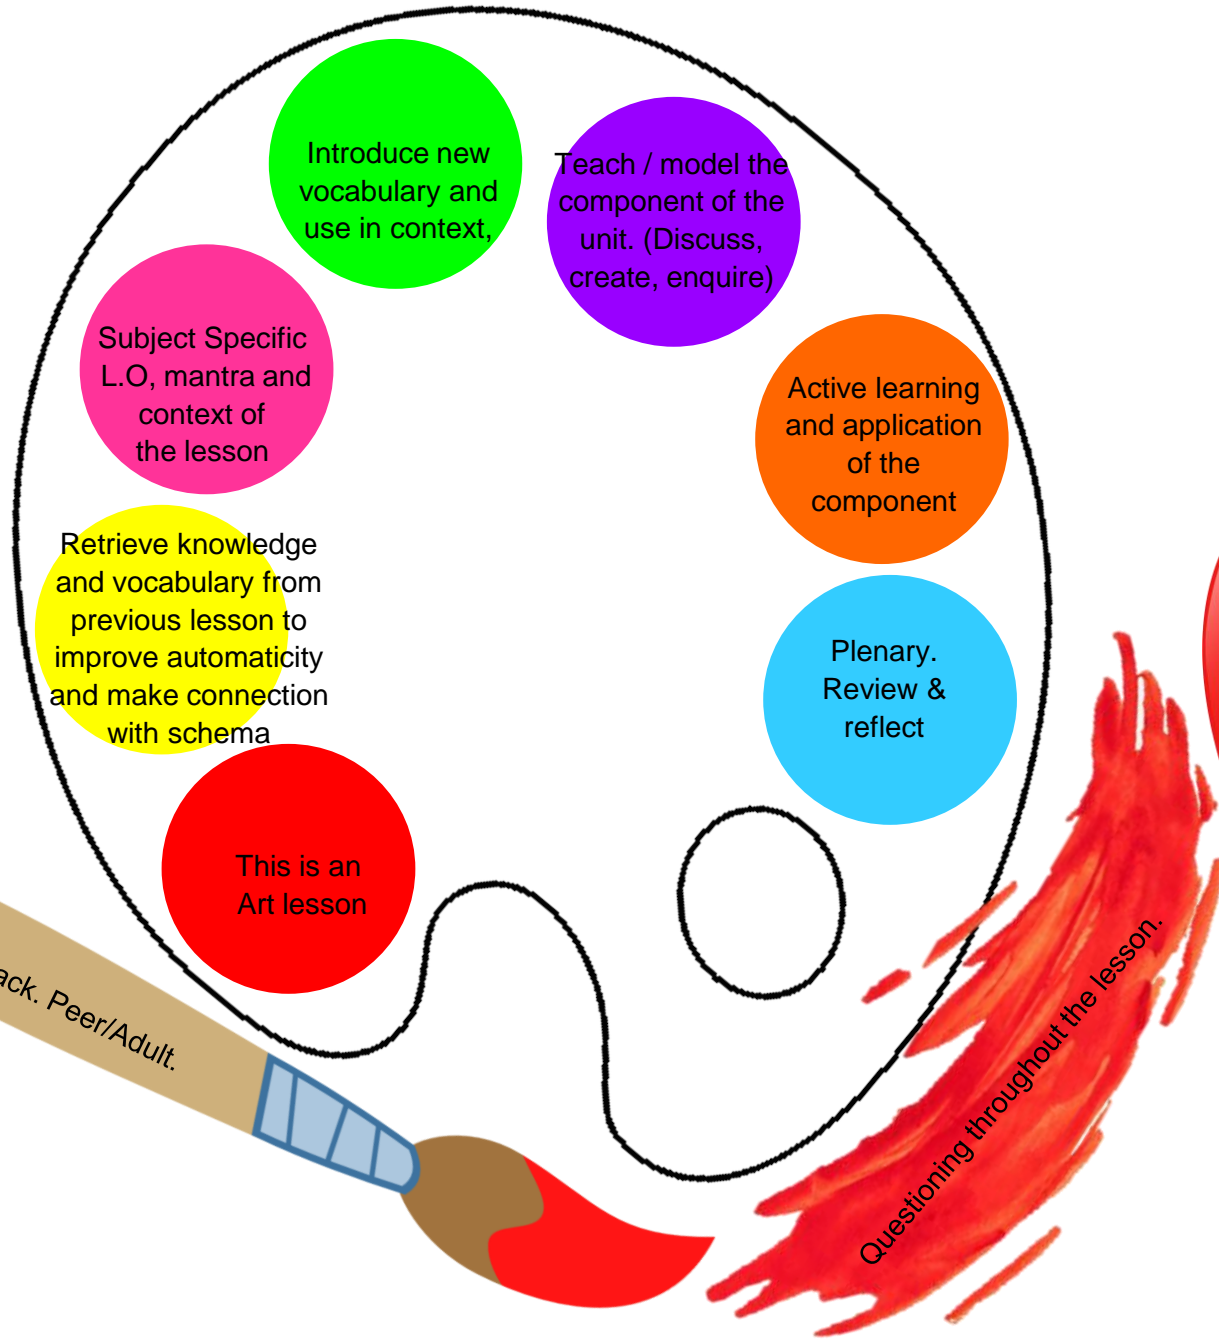 Introduce new
vocabulary and
use in context,
Teach / model the
component of the
unit. (Discuss,
create, enquire)
Subject Specific
L.O, mantra and
context of
the lesson
Active learning
and application
of the
component
Retrieve knowledge
and vocabulary from
previous lesson to
improve automaticity
and make connection
with schema
Plenary.
Review &
reflect
This is an
Art lesson
Peer/Adult.
Questioning throughout the lesson.